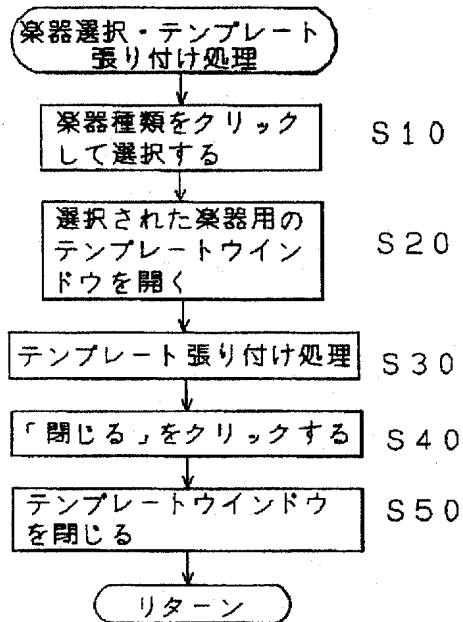 楽器選択・テンプレート
張り付け処理
楽器種類をクリック
して選択する
S10
選択された楽器用の
テンプレートウイン
ドウを開く
S20
テンプレート張り付け処理
S30
「閉じる」をクリックする
S40
テンプレートウインドウ
を閉じる
S50
リターン